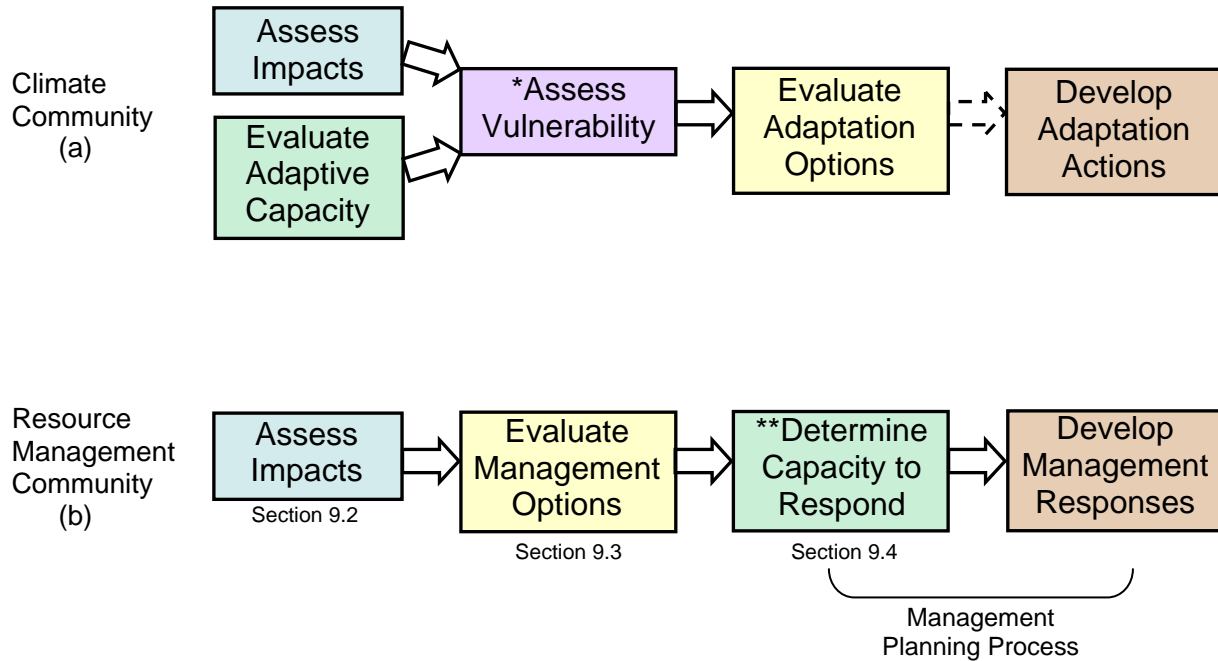 Climate
Community
(a)
Assess
Impacts
Evaluate
Adaptive
Capacity
*Assess
Vulnerability
Evaluate
Adaptation
Options
Develop
Adaptation
Actions
Resource
Management
Community
(b)
Assess
Impacts
Section 9.2
Evaluate
Management
Options
Section 9.3
**Determine
Capacity to
Respond
Section 9.4
Develop
Management
Responses
Management
Planning Process